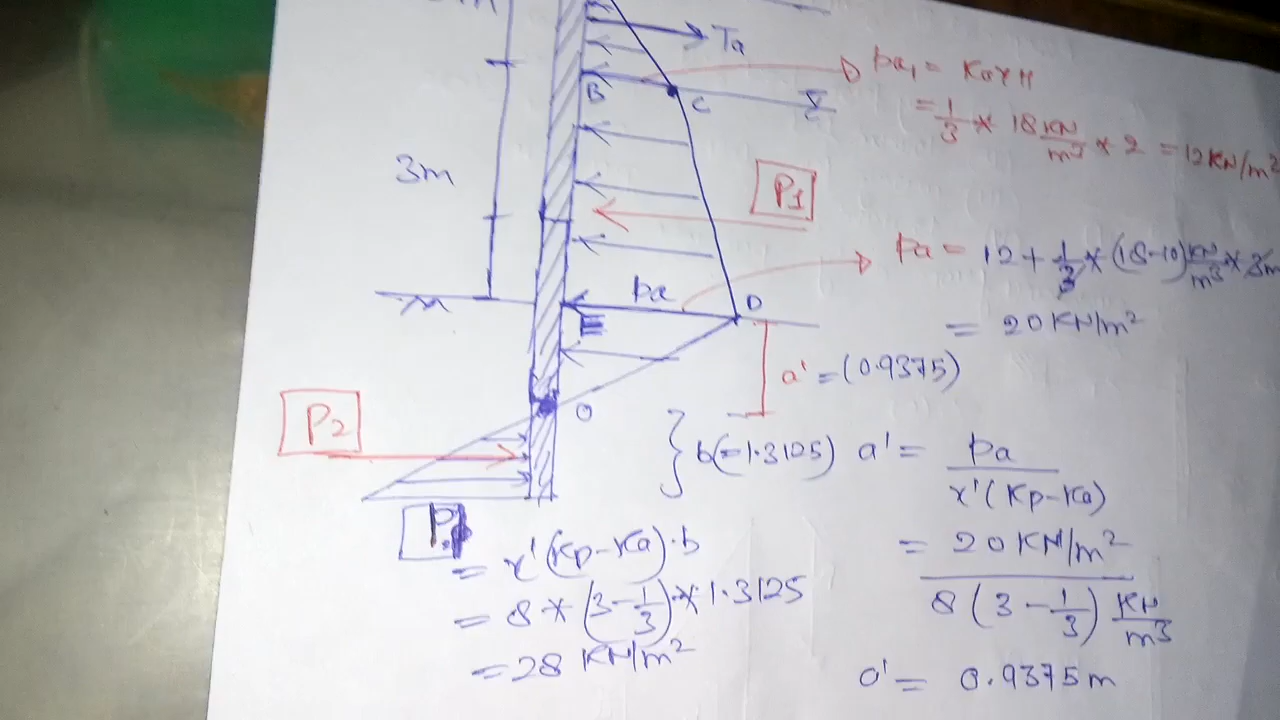 Ta
B
C
pa₁ = KaγH
= 1/3 * 18 KN/m³ * 2 = 12 KN/m²
3m
P1
pa = 12 + 1/3 * (18-10) KN/m³ * 3m
= 20 KN/m²
pa
D
a' = (0.9375)
O
P2
} b(=1.3125)
a' = pa / γ'(Kp-Ka)
= 20 KN/m² / 8(3 - 1/3) KN/m³
a' = 0.9375m
= γ'(Kp-Ka).b
= 8 * (3 - 1/3) * 1.3125
= 28 KN/m²